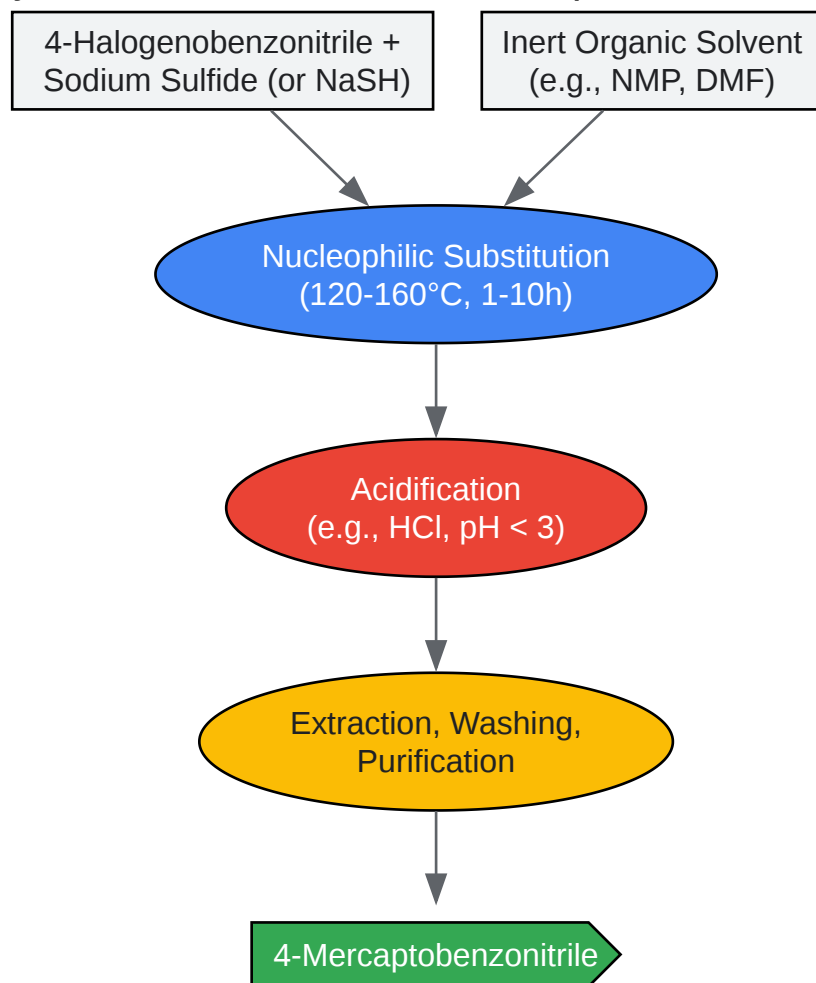 4-Halogenobenzonitrile +
Sodium Sulfide (or NaSH)
Inert Organic Solvent
(e.g., NMP, DMF)
Nucleophilic Substitution
(120-160°C, 1-10h)
Acidification
(e.g., HCl, pH < 3)
Extraction, Washing,
Purification
4-Mercaptobenzonitrile